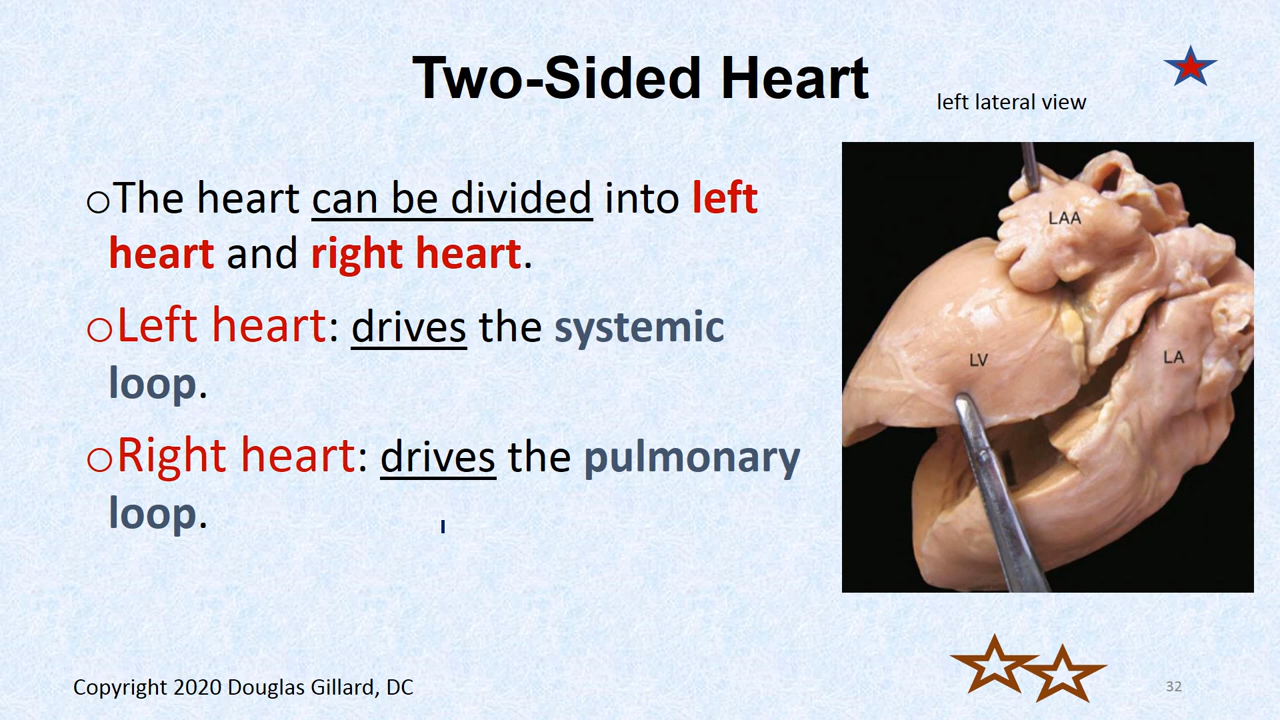 Two-Sided Heart
left lateral view
oThe heart can be divided into left
heart and right heart.
oLeft heart: drives the systemic
loop.
oRight heart: drives the pulmonary
loop.
LAA
LV
LA
Copyright 2020 Douglas Gillard, DC
32